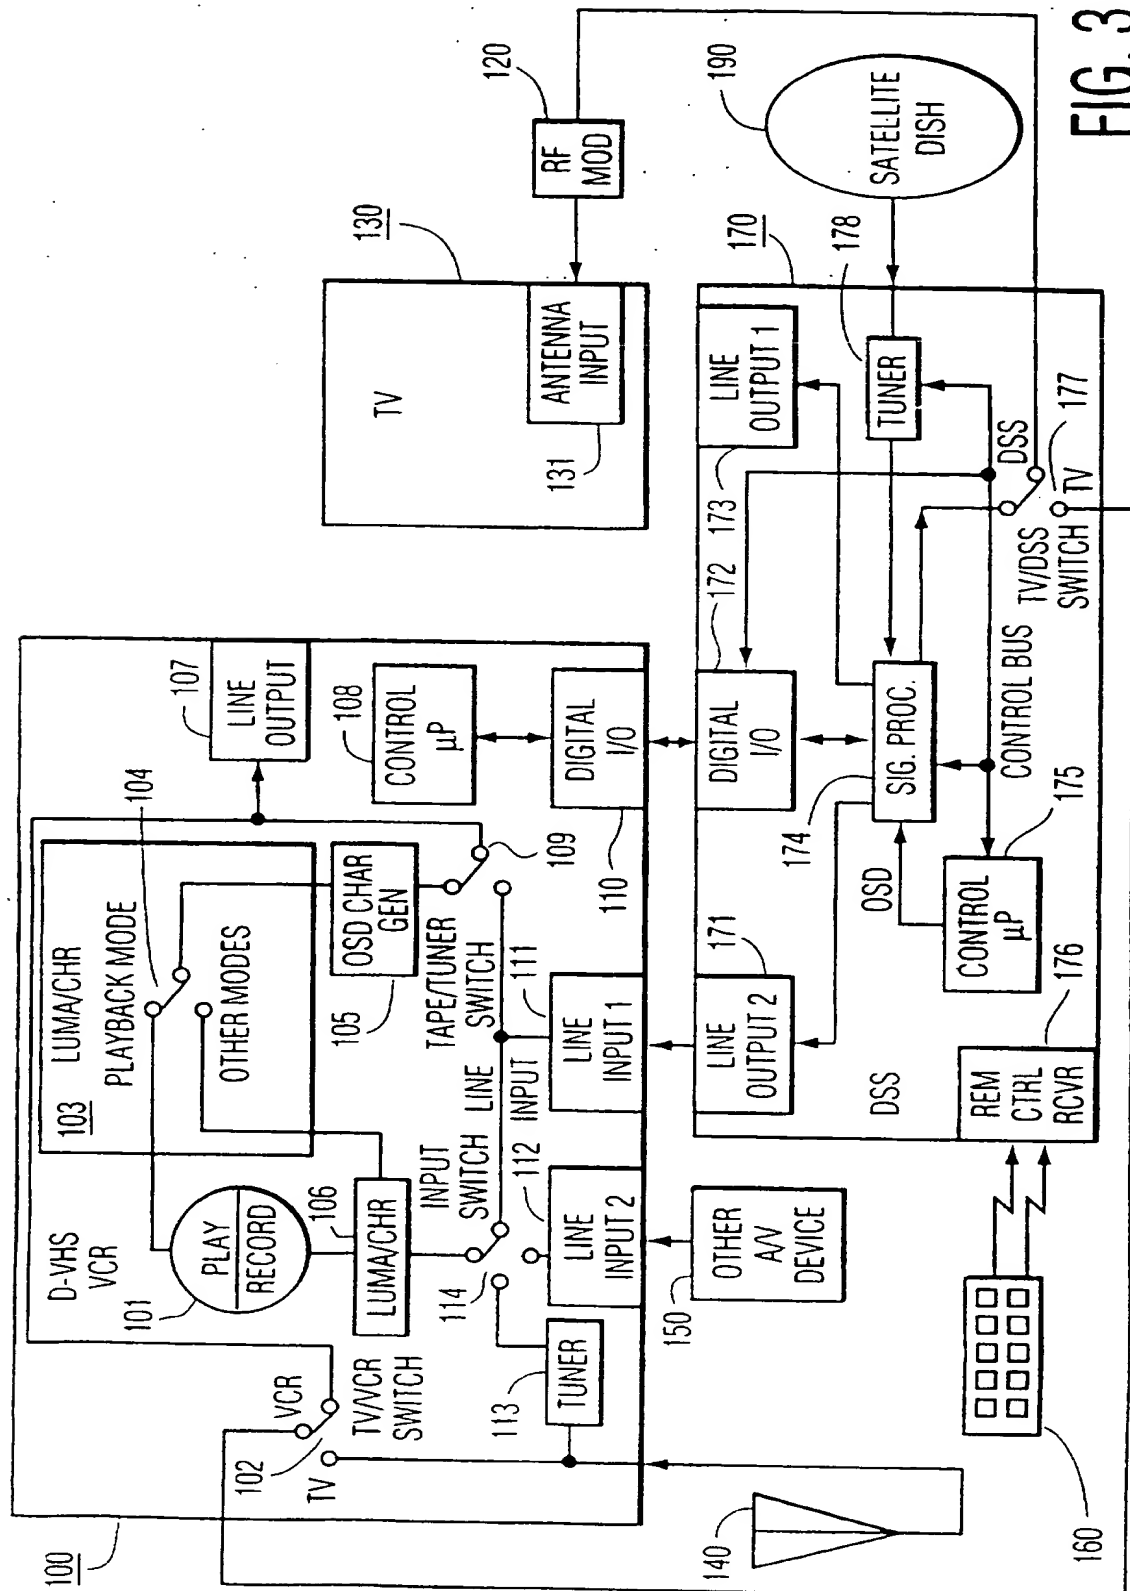 100
D-VHS
VCR
101
PLAY
RECORD
102
VCR
TV
TV/VCR
SWITCH
103
LUMA/CHR
PLAYBACK MODE
104
OTHER MODES
105
OSD CHAR
GEN
106
LUMA/CHR
107
LINE
OUTPUT
108
CONTROL
µP
109
TAPE/TUNER
SWITCH
110
DIGITAL
I/O
111
LINE
INPUT 1
LINE
INPUT
112
LINE
INPUT 2
INPUT
SWITCH
114
113
TUNER
120
RF
MOD
130
TV
131
ANTENNA
INPUT
140
150
OTHER
A/V
DEVICE
160
170
DSS
171
LINE
OUTPUT 2
172
DIGITAL
I/O
173
LINE
OUTPUT 1
174
SIG. PROC.
OSD
175
CONTROL
µP
176
REM
CTRL
RCVR
CONTROL BUS
TV/DSS
SWITCH
DSS
TV
177
178
TUNER
190
SATELLITE
DISH
FIG. 3